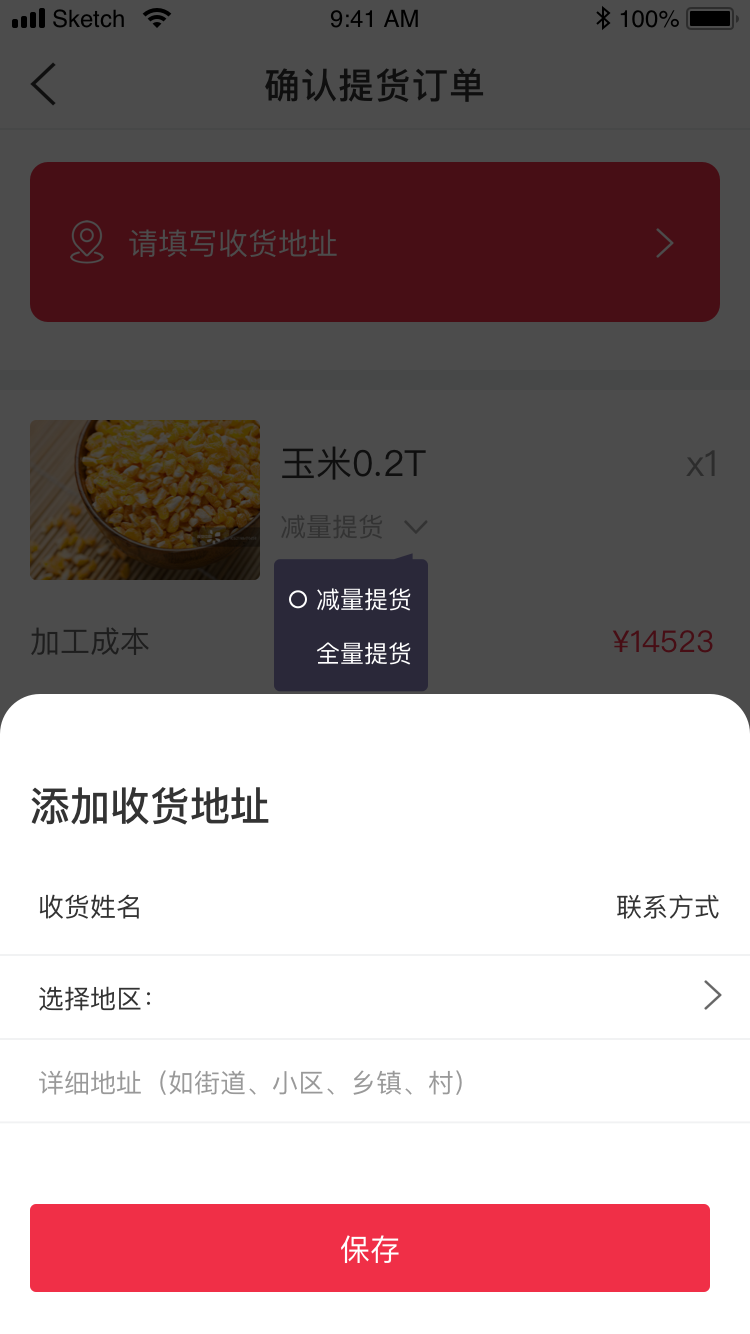 Sketch 9:41 AM 100%
确认提货订单
请填写收货地址
玉米0.2T x1
减量提货
减量提货
全量提货
加工成本 ¥14523
添加收货地址
收货姓名 联系方式
选择地区：
详细地址（如街道、小区、乡镇、村）
保存